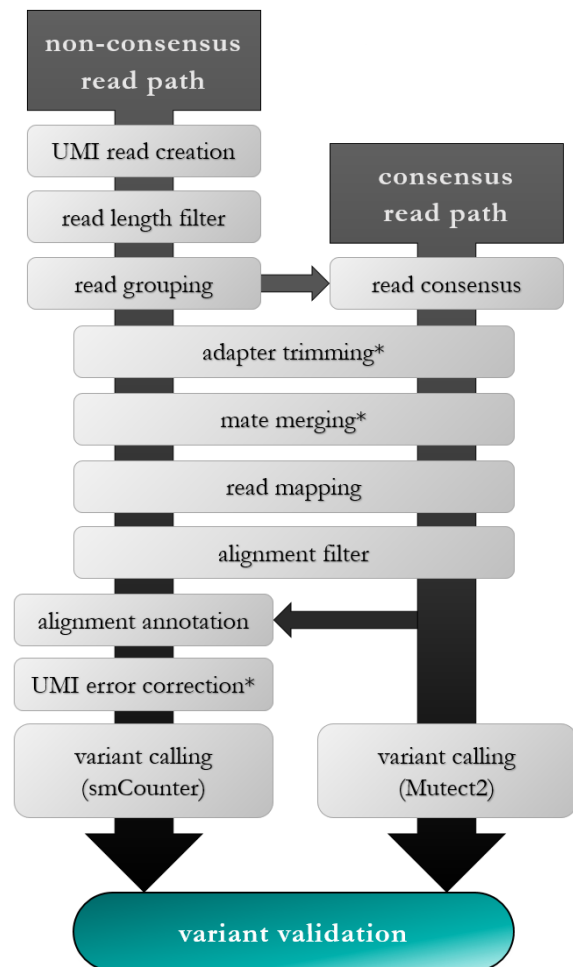 non-consensus
read path
UMI read creation
consensus
read path
read length filter
read grouping
read consensus
adapter trimming*
mate merging*
read mapping
alignment filter
alignment annotation
UMI error correction*
variant calling
(smCounter)
variant calling
(Mutect2)
variant validation